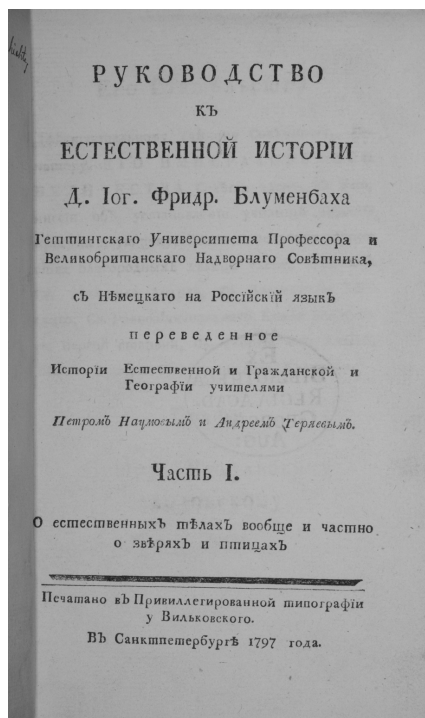 РУКОВОДСТВО
КЪ
ЕСТЕСТВЕННОЙ ИСТОРІИ
Д. Іог. Фридр. Блуменбаха
Геттингскаго Университета Профессора и
Великобританскаго Надворнаго Совѣтника,
съ Нѣмецкаго на Россійскій языкъ
переведенное
Исторіи Естественной и Гражданской и
Географіи учителями
Петромъ Наумовымъ и Андреемъ Теряевымъ.
Часть I.
О естественныхъ тѣлахъ вообще и частно
о звѣряхъ и птицахъ
Печатано въ Привиллегированной типографіи
у Вильковскаго.
Въ Санктпетербургѣ 1797 года.